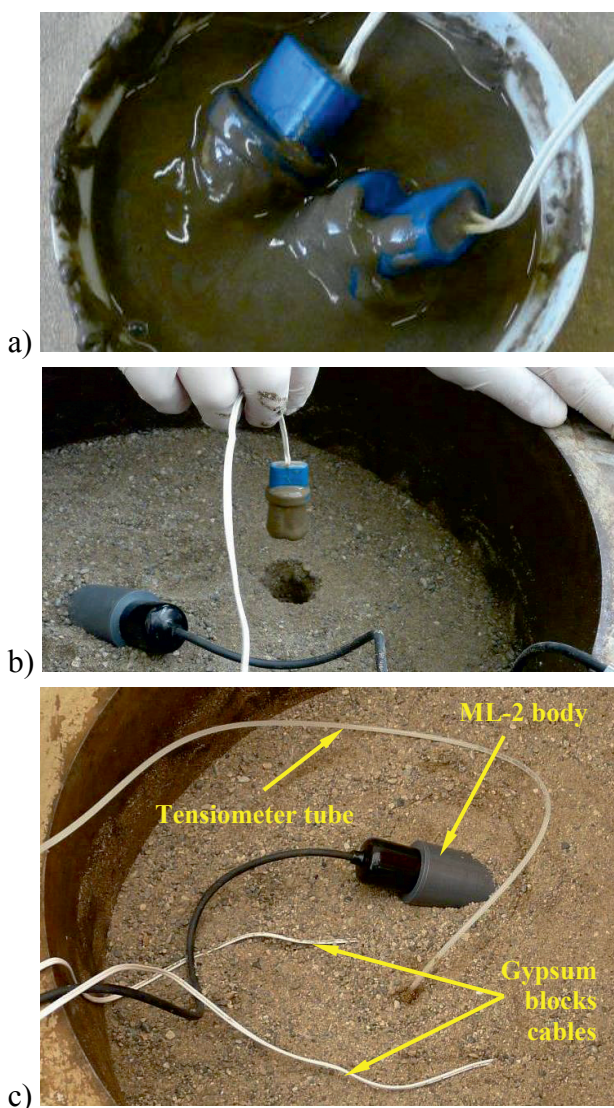 a)
b)
ML-2 body
Tensiometer tube
Gypsum
blocks
cables
c)